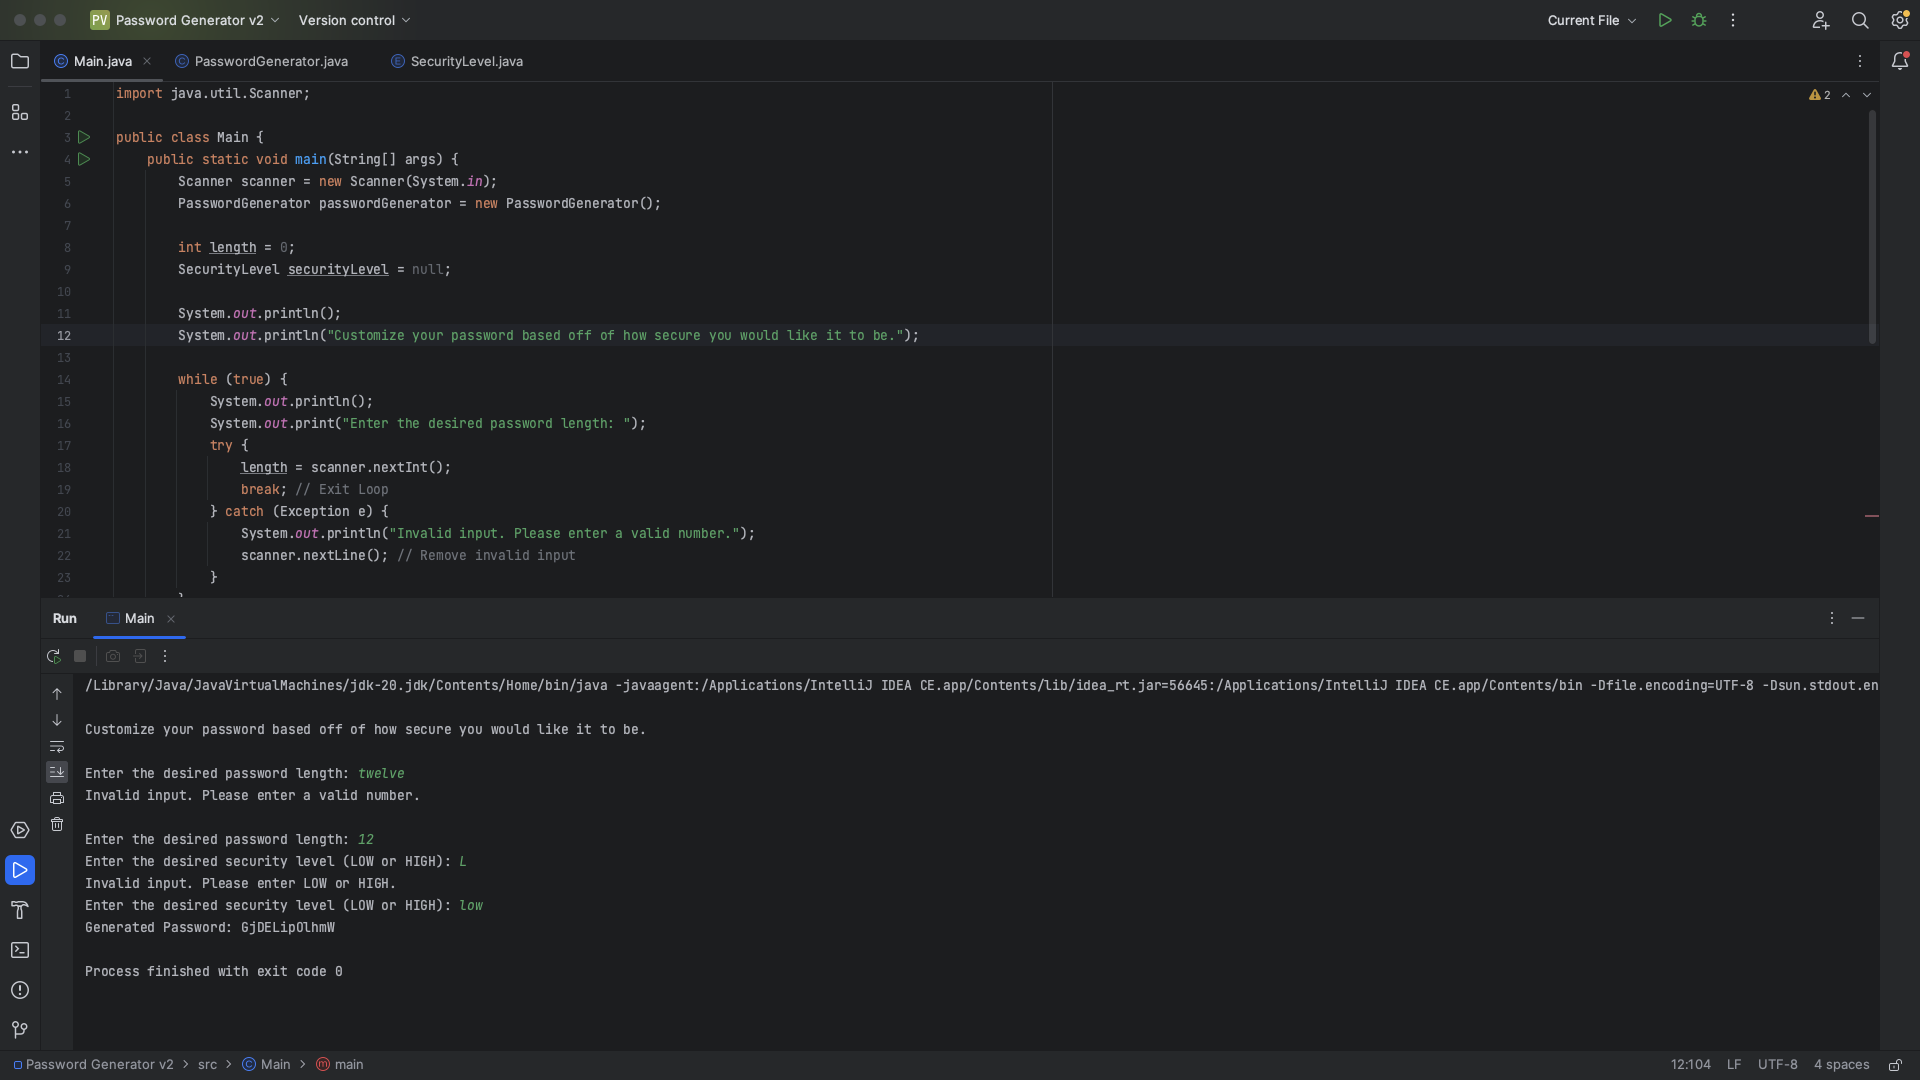 PV Password Generator v2 Version control Current File
Main.java PasswordGenerator.java SecurityLevel.java
2
1 import java.util.Scanner;
2
3 public class Main {
4 public static void main(String[] args) {
5 Scanner scanner = new Scanner(System.in);
6 PasswordGenerator passwordGenerator = new PasswordGenerator();
7
8 int length = 0;
9 SecurityLevel securityLevel = null;
10
11 System.out.println();
12 System.out.println("Customize your password based off of how secure you would like it to be.");
13
14 while (true) {
15 System.out.println();
16 System.out.print("Enter the desired password length: ");
17 try {
18 length = scanner.nextInt();
19 break; // Exit Loop
20 } catch (Exception e) {
21 System.out.println("Invalid input. Please enter a valid number.");
22 scanner.nextLine(); // Remove invalid input
23 }
Run Main
/Library/Java/JavaVirtualMachines/jdk-20.jdk/Contents/Home/bin/java -javaagent:/Applications/IntelliJ IDEA CE.app/Contents/lib/idea_rt.jar=56645:/Applications/IntelliJ IDEA CE.app/Contents/bin -Dfile.encoding=UTF-8 -Dsun.stdout.en
Customize your password based off of how secure you would like it to be.
Enter the desired password length: twelve
Invalid input. Please enter a valid number.
Enter the desired password length: 12
Enter the desired security level (LOW or HIGH): L
Invalid input. Please enter LOW or HIGH.
Enter the desired security level (LOW or HIGH): low
Generated Password: GjDELipOlhmW
Process finished with exit code 0
Password Generator v2 > src > Main > main 12:104 LF UTF-8 4 spaces